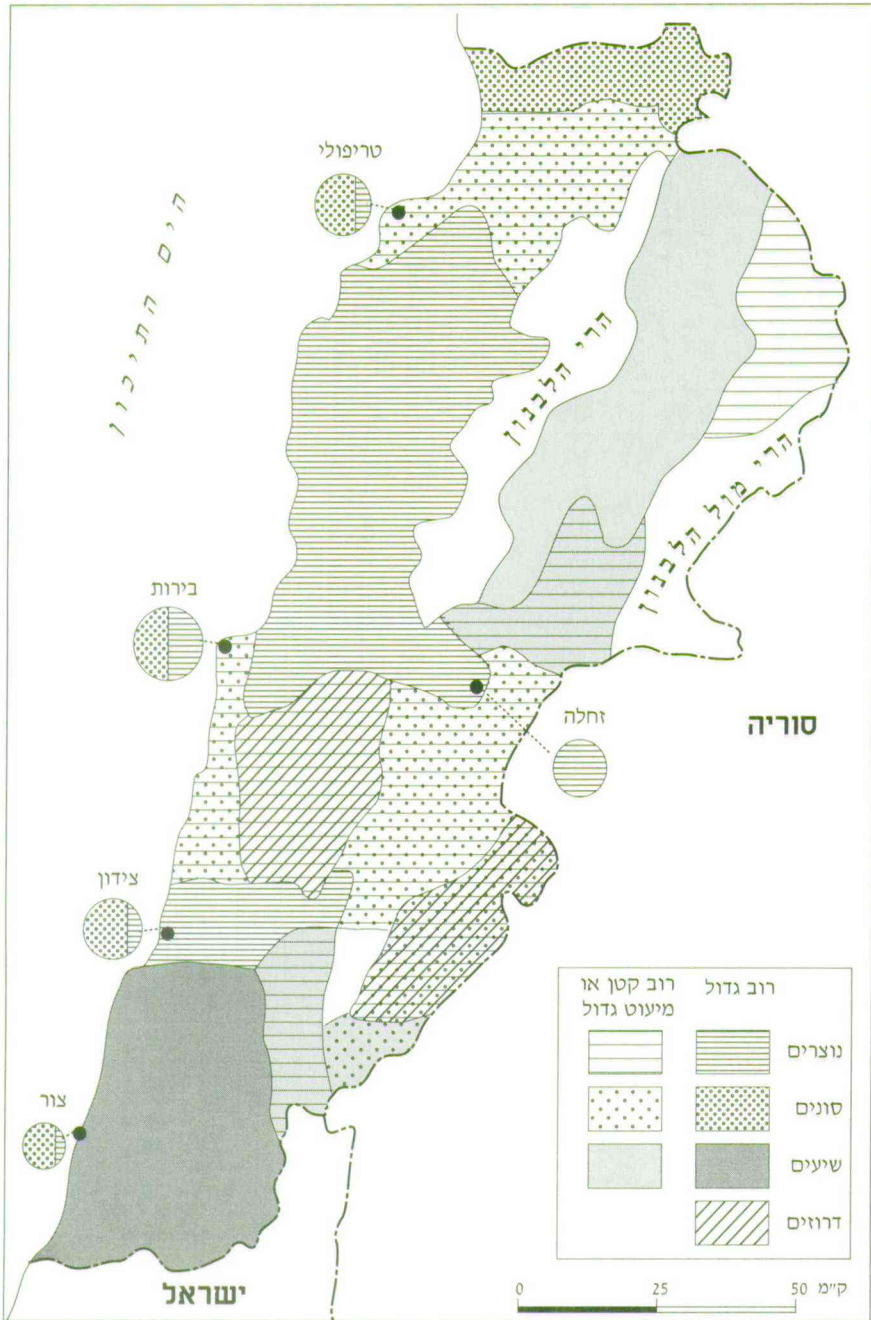 טריפולי
הים התיכון
הרי הלבנון
הרי מול הלבנון
בירות
זחלה
סוריה
צידון
צור
ישראל
רוב גדול
רוב קטן או
מיעוט גדול
נוצרים
סונים
שיעים
דרוזים
0 25 50 ק"מ